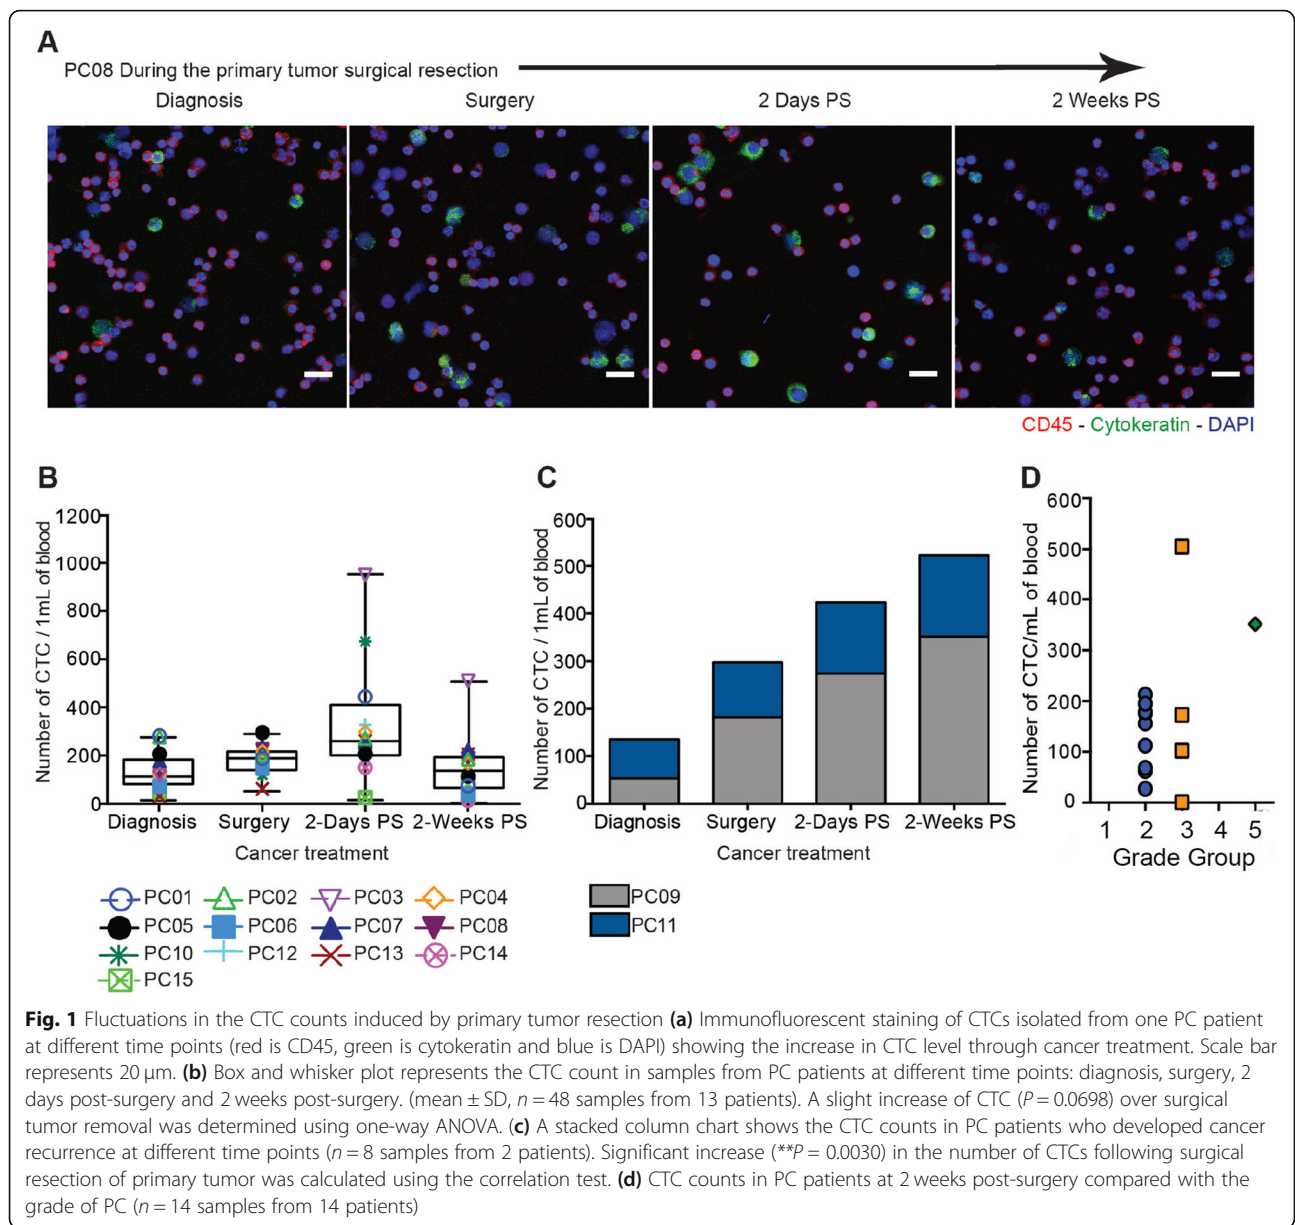 A
PC08 During the primary tumor surgical resection
Diagnosis Surgery 2 Days PS 2 Weeks PS
CD45 - Cytokeratin - DAPI
B
Number of CTC / 1mL of blood
1200
1000
800
600
400
200
0
Diagnosis Surgery 2-Days PS 2-Weeks PS
Cancer treatment
PC01 PC02 PC03 PC04
PC05 PC06 PC07 PC08
PC10 PC12 PC13 PC14
PC15
C
Number of CTC / 1mL of blood
600
500
400
300
200
100
0
Diagnosis Surgery 2-Days PS 2-Weeks PS
Cancer treatment
PC09
PC11
D
Number of CTC/mL of blood
600
500
400
300
200
100
0
1 2 3 4 5
Grade Group
Fig. 1 Fluctuations in the CTC counts induced by primary tumor resection (a) Immunofluorescent staining of CTCs isolated from one PC patient
at different time points (red is CD45, green is cytokeratin and blue is DAPI) showing the increase in CTC level through cancer treatment. Scale bar
represents 20 μm. (b) Box and whisker plot represents the CTC count in samples from PC patients at different time points: diagnosis, surgery, 2
days post-surgery and 2 weeks post-surgery. (mean ± SD, n = 48 samples from 13 patients). A slight increase of CTC (P = 0.0698) over surgical
tumor removal was determined using one-way ANOVA. (c) A stacked column chart shows the CTC counts in PC patients who developed cancer
recurrence at different time points (n = 8 samples from 2 patients). Significant increase (**P = 0.0030) in the number of CTCs following surgical
resection of primary tumor was calculated using the correlation test. (d) CTC counts in PC patients at 2 weeks post-surgery compared with the
grade of PC (n = 14 samples from 14 patients)